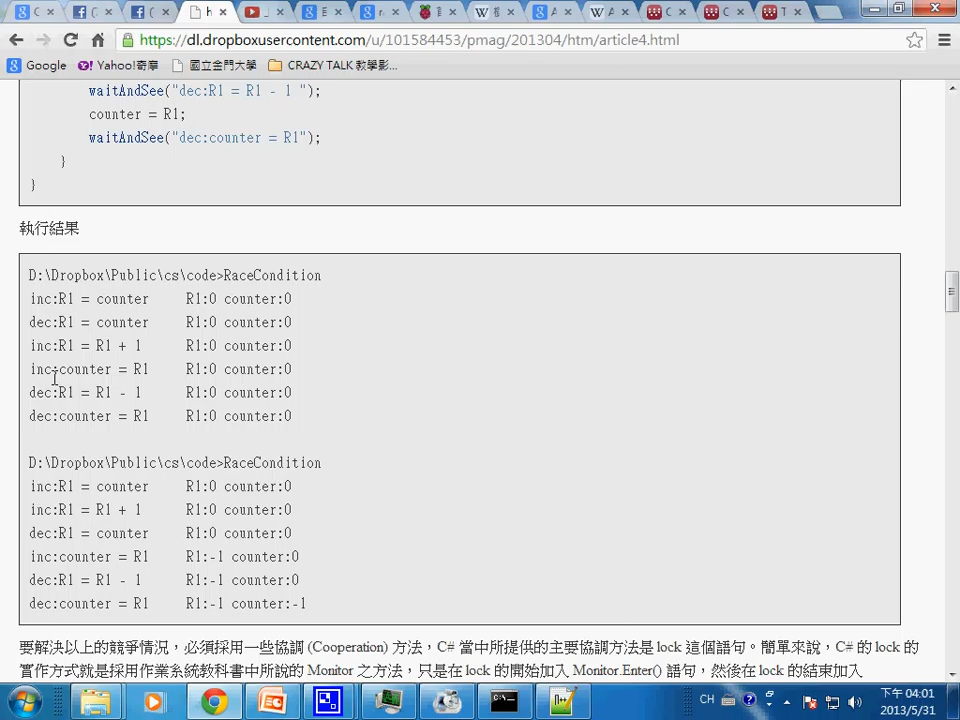 https://dl.dropboxusercontent.com/u/101584453/pmag/201304/htm/article4.html
Google Yahoo!奇摩 國立金門大學 CRAZY TALK 教學影...
waitAndSee("dec:R1 = R1 - 1 ");
counter = R1;
waitAndSee("dec:counter = R1");
}
}
執行結果
D:\Dropbox\Public\cs\code>RaceCondition
inc:R1 = counter R1:0 counter:0
dec:R1 = counter R1:0 counter:0
inc:R1 = R1 + 1 R1:0 counter:0
inc:counter = R1 R1:0 counter:0
dec:R1 = R1 - 1 R1:0 counter:0
dec:counter = R1 R1:0 counter:0
D:\Dropbox\Public\cs\code>RaceCondition
inc:R1 = counter R1:0 counter:0
inc:R1 = R1 + 1 R1:0 counter:0
dec:R1 = counter R1:0 counter:0
inc:counter = R1 R1:-1 counter:0
dec:R1 = R1 - 1 R1:-1 counter:0
dec:counter = R1 R1:-1 counter:-1
要解決以上的競爭情況，必須採用一些協調 (Cooperation) 方法，C# 當中所提供的主要協調方法是 lock 這個語句。簡單來說，C# 的 lock 的
實作方式就是採用作業系統教科書中所說的 Monitor 之方法，只是在 lock 的開始加入 Monitor.Enter() 語句，然後在 lock 的結束加入
CH
下午 04:01
2013/5/31